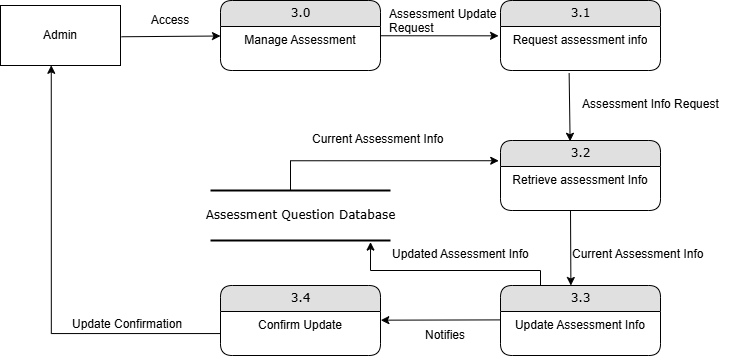 Admin
Access
3.0
Manage Assessment
Assessment Update
Request
3.1
Request assessment info
Assessment Info Request
Current Assessment Info
3.2
Retrieve assessment Info
Assessment Question Database
Updated Assessment Info
Current Assessment Info
3.4
Confirm Update
3.3
Update Assessment Info
Update Confirmation
Notifies